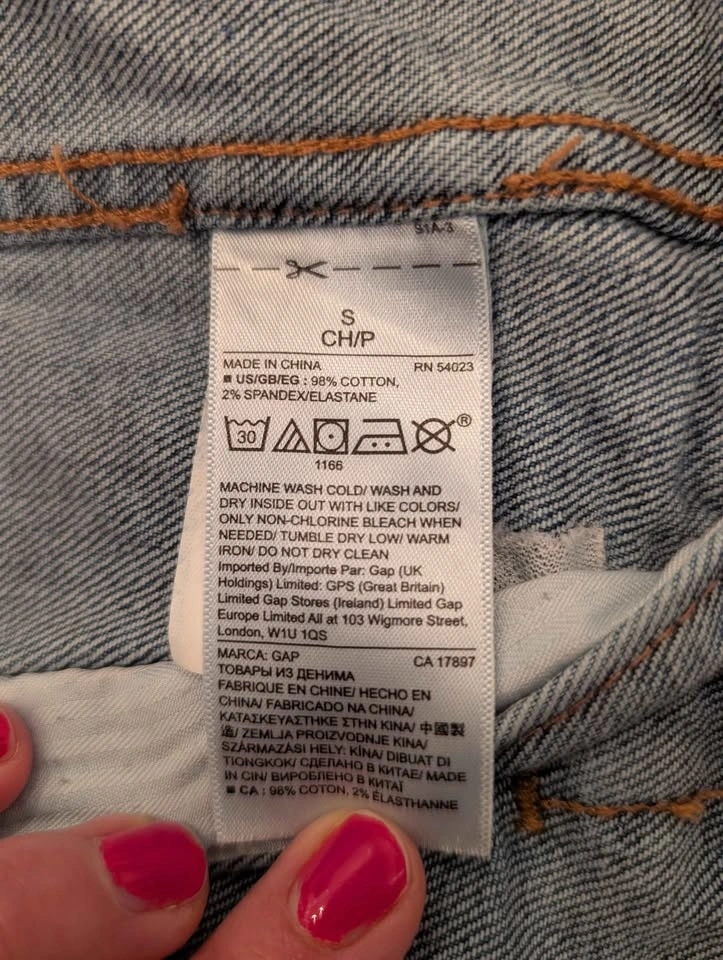 91A-3
S
CH/P
MADE IN CHINA RN 54023
■ US/GB/EG : 98% COTTON,
2% SPANDEX/ELASTANE
30
®
1166
MACHINE WASH COLD/ WASH AND
DRY INSIDE OUT WITH LIKE COLORS/
ONLY NON-CHLORINE BLEACH WHEN
NEEDED/ TUMBLE DRY LOW/ WARM
IRON/ DO NOT DRY CLEAN
Imported By/Importe Par: Gap (UK
Holdings) Limited: GPS (Great Britain)
Limited Gap Stores (Ireland) Limited Gap
Europe Limited All at 103 Wigmore Street,
London, W1U 1QS
MARCA: GAP CA 17897
ТОВАРЫ ИЗ ДЕНИМА
FABRIQUE EN CHINE/ HECHO EN
CHINA/ FABRICADO NA CHINA/
ΚΑΤΑΣΚΕΥΑΣΤΗΚΕ ΣΤΗΝ ΚΙΝΑ/ 中國製
造/ ZEMLJA PROIZVODNJE KINA/
SZÁRMAZÁSI HELY: KÍNA/ DIBUAT DI
TIONGKOK/ СДЕЛАНО В КИТАЕ/ MADE
IN CIN/ ВИРОБЛЕНО В КИТАЇ
■ CA : 98% COTON, 2% ÉLASTHANNE